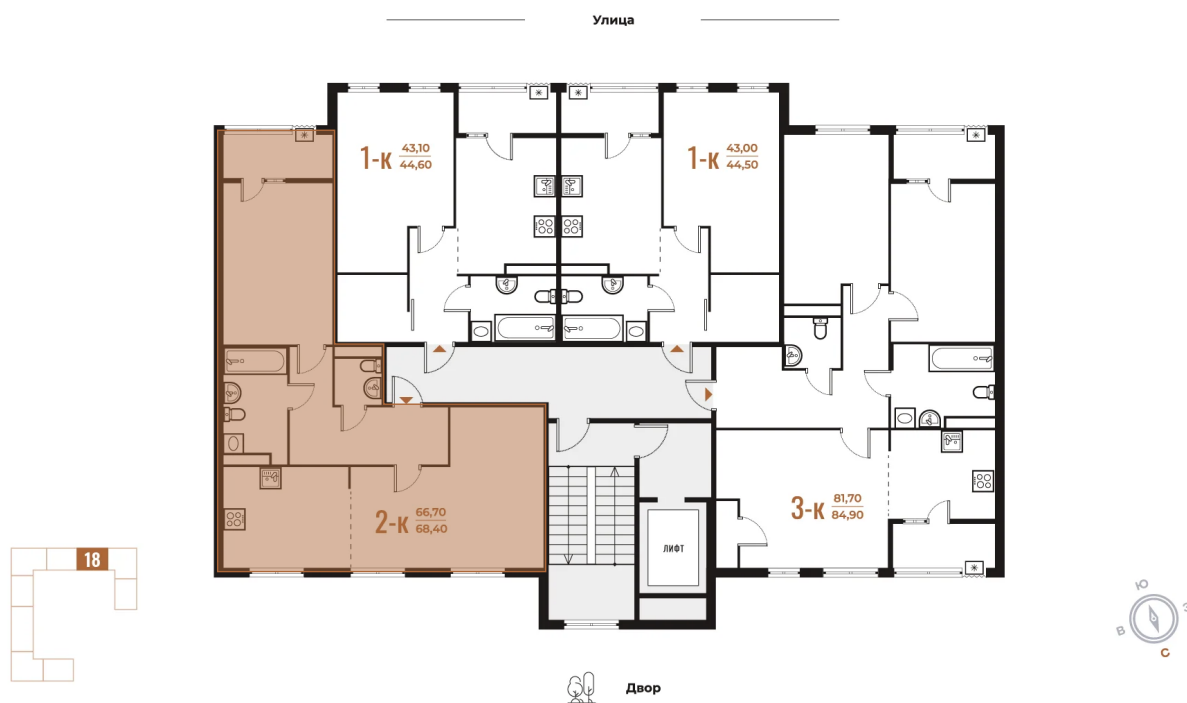 Улица
1-к 43,10 44,60
1-к 43,00 44,50
2-к 66,70 68,40
3-к 81,70 84,90
ЛИФТ
18
Ю
В
З
С
Двор